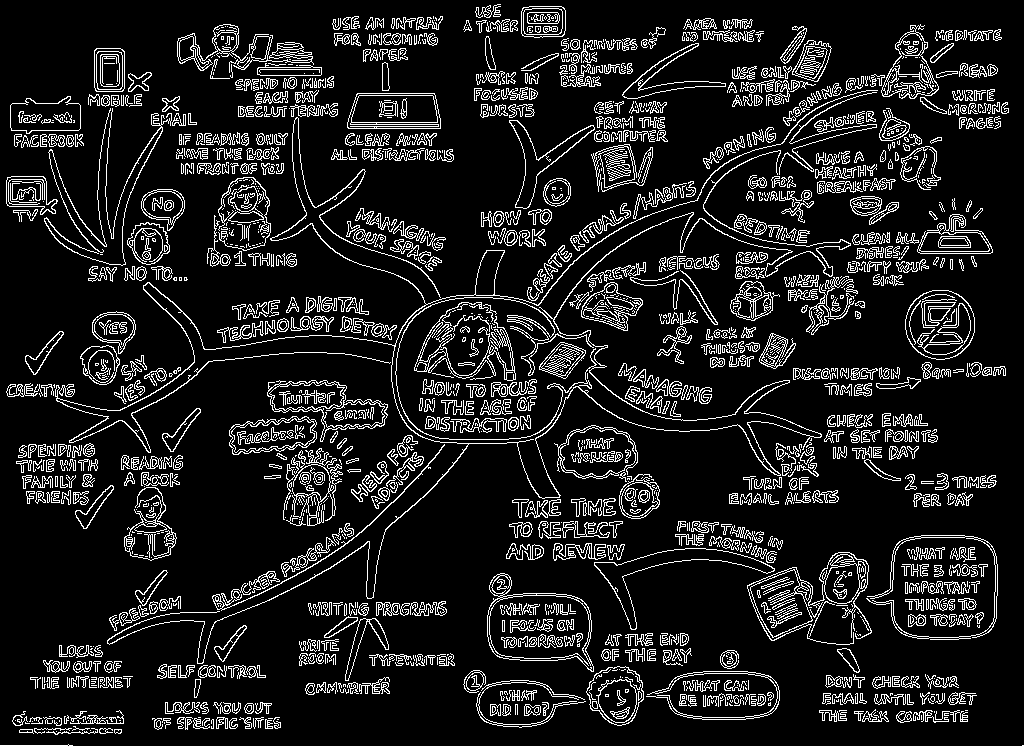 HOW TO FOCUS
IN THE AGE OF
DISTRACTION
HOW TO
WORK
WORK IN
FOCUSED
BURSTS
USE
A TIMER
50 MINUTES OF
WORK
10 MINUTES
BREAK
GET AWAY
FROM THE
COMPUTER
AREA WITH
NO INTERNET
USE ONLY
A NOTEPAD
AND PEN
CREATE RITUALS/HABITS
MORNING
MORNING QUIET
MEDITATE
READ
WRITE
MORNING
PAGES
SHOWER
HAVE A
HEALTHY
BREAKFAST
GO FOR
A WALK
BEDTIME
CLEAN ALL
DISHES/
EMPTY YOUR
SINK
WASH
FACE
READ
BOOK
REFOCUS
STRETCH
WALK
LOOK AT
THINGS TO
DO LIST
MANAGING
EMAIL
DISCONNECTION
TIMES
8am-10am
CHECK EMAIL
AT SET POINTS
IN THE DAY
2-3 TIMES
PER DAY
DING
DING
TURN OFF
EMAIL ALERTS
TAKE TIME
TO REFLECT
AND REVIEW
WHAT
WORKED?
FIRST THING IN
THE MORNING
1
2
3
WHAT ARE
THE 3 MOST
IMPORTANT
THINGS TO
DO TODAY?
DON'T CHECK YOUR
EMAIL UNTIL YOU GET
THE TASK COMPLETE
AT THE END
OF THE DAY
1
WHAT
DID I DO?
2
WHAT WILL
I FOCUS ON
TOMORROW?
3
WHAT CAN
BE IMPROVED?
HELP FOR
ADDICTS
Twitter
email
Facebook
WRITING PROGRAMS
WRITE
ROOM
OMMWRITER
TYPEWRITER
BLOCKER PROGRAMS
FREEDOM
LOCKS
YOU OUT OF
THE INTERNET
SELF CONTROL
LOCKS YOU OUT
OF SPECIFIC SITES
TAKE A DIGITAL
TECHNOLOGY DETOX
SAY
YES TO...
YES
CREATING
SPENDING
TIME WITH
FAMILY &
FRIENDS
READING
A BOOK
SAY NO TO...
NO
TV
FACEBOOK
MOBILE
EMAIL
MANAGING
YOUR SPACE
DO 1 THING
IF READING ONLY
HAVE THE BOOK
IN FRONT OF YOU
SPEND 10 MINS
EACH DAY
DECLUTTERING
CLEAR AWAY
ALL DISTRACTIONS
USE AN INTRAY
FOR INCOMING
PAPER